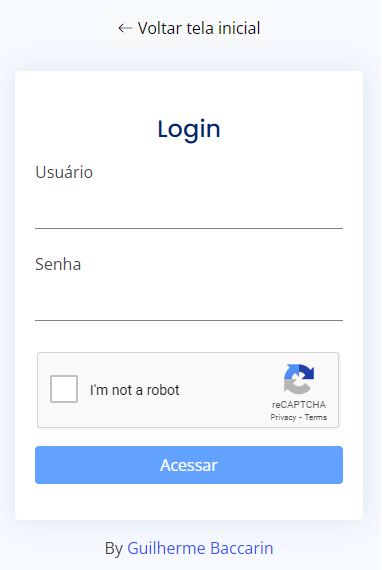 ← Voltar tela inicial
Login
Usuário
Senha
I'm not a robot
reCAPTCHA
Privacy - Terms
Acessar
By Guilherme Baccarin